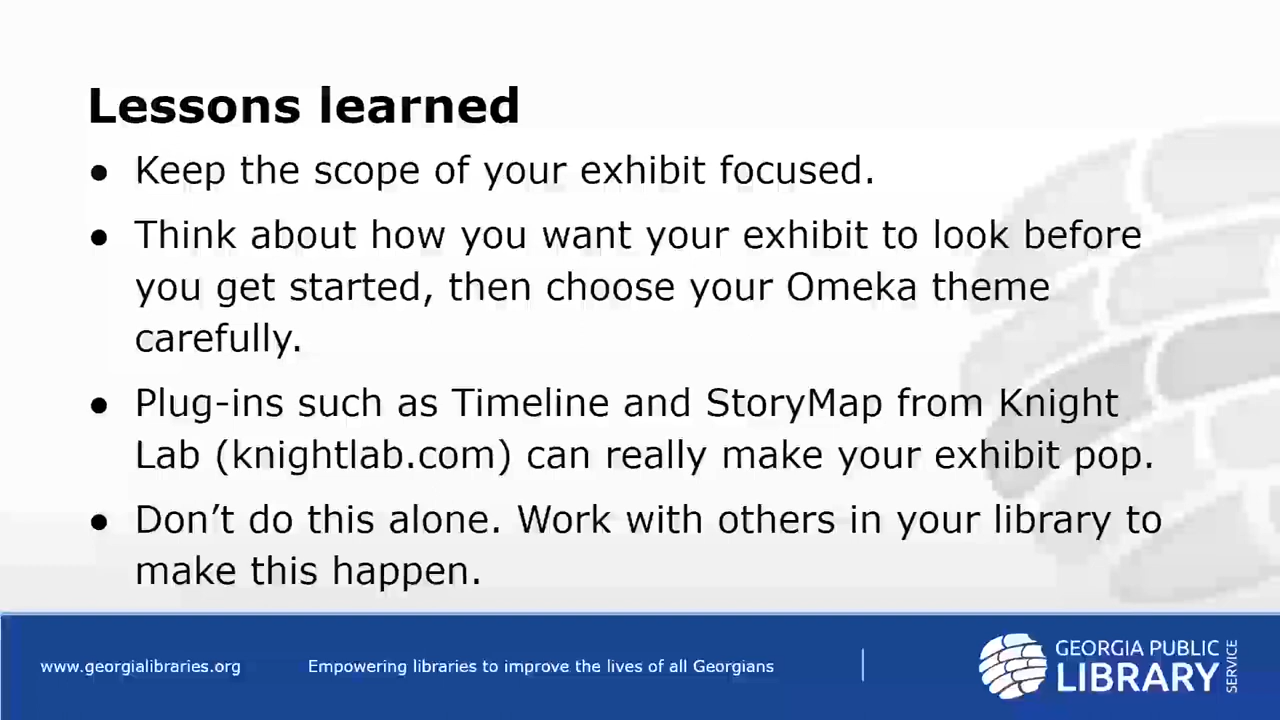 Lessons learned
● Keep the scope of your exhibit focused.
● Think about how you want your exhibit to look before
you get started, then choose your Omeka theme
carefully.
● Plug-ins such as Timeline and StoryMap from Knight
Lab (knightlab.com) can really make your exhibit pop.
● Don’t do this alone. Work with others in your library to
make this happen.
www.georgialibraries.org
Empowering libraries to improve the lives of all Georgians
GEORGIA PUBLIC
LIBRARY
SERVICE